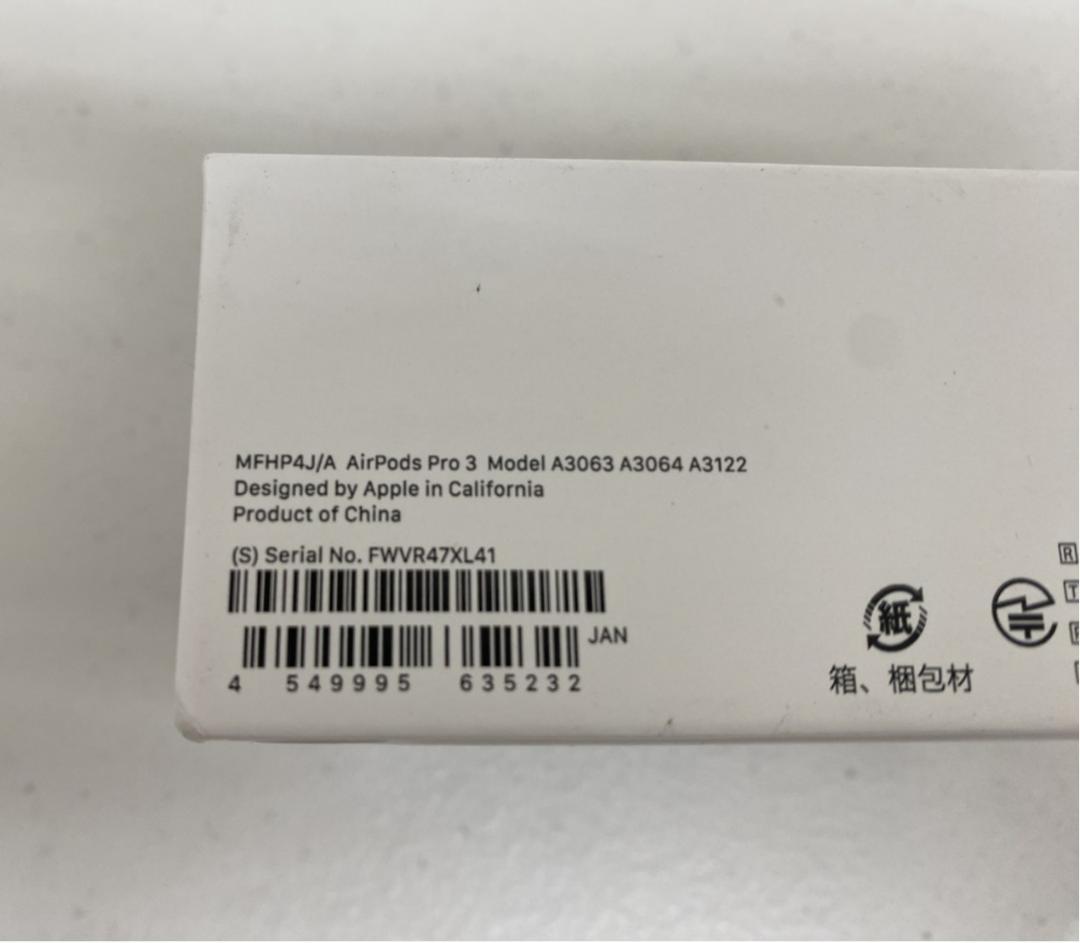 MFHP4J/A AirPods Pro 3 Model A3063 A3064 A3122
Designed by Apple in California
Product of China
(S) Serial No. FWVR47XL41
JAN
4 549995 635232
紙
箱、梱包材
R
T